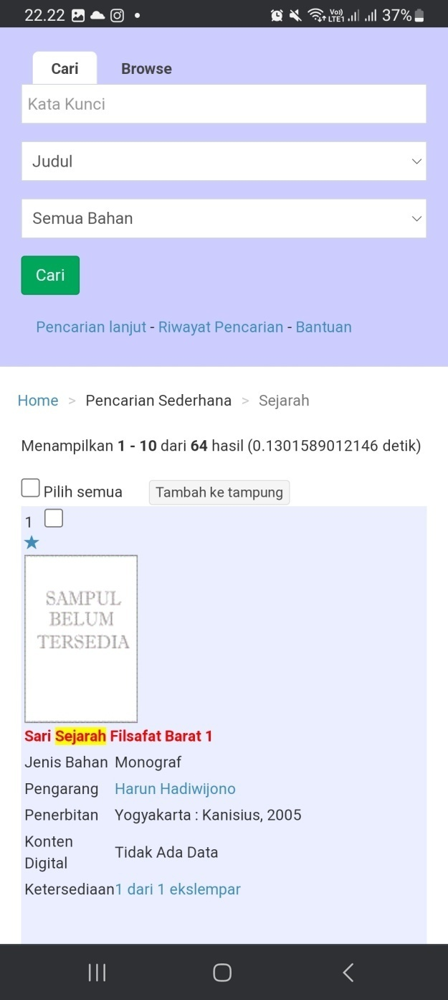 22.22 Vo)) LTE1 37%
Cari Browse
Kata Kunci
Judul
Semua Bahan
Cari
Pencarian lanjut - Riwayat Pencarian - Bantuan
Home > Pencarian Sederhana > Sejarah
Menampilkan 1 - 10 dari 64 hasil (0.1301589012146 detik)
Pilih semua Tambah ke tampung
1
SAMPUL
BELUM
TERSEDIA
Sari Sejarah Filsafat Barat 1
Jenis Bahan Monograf
Pengarang Harun Hadiwijono
Penerbitan Yogyakarta : Kanisius, 2005
Konten Digital Tidak Ada Data
Ketersediaan 1 dari 1 ekslempar